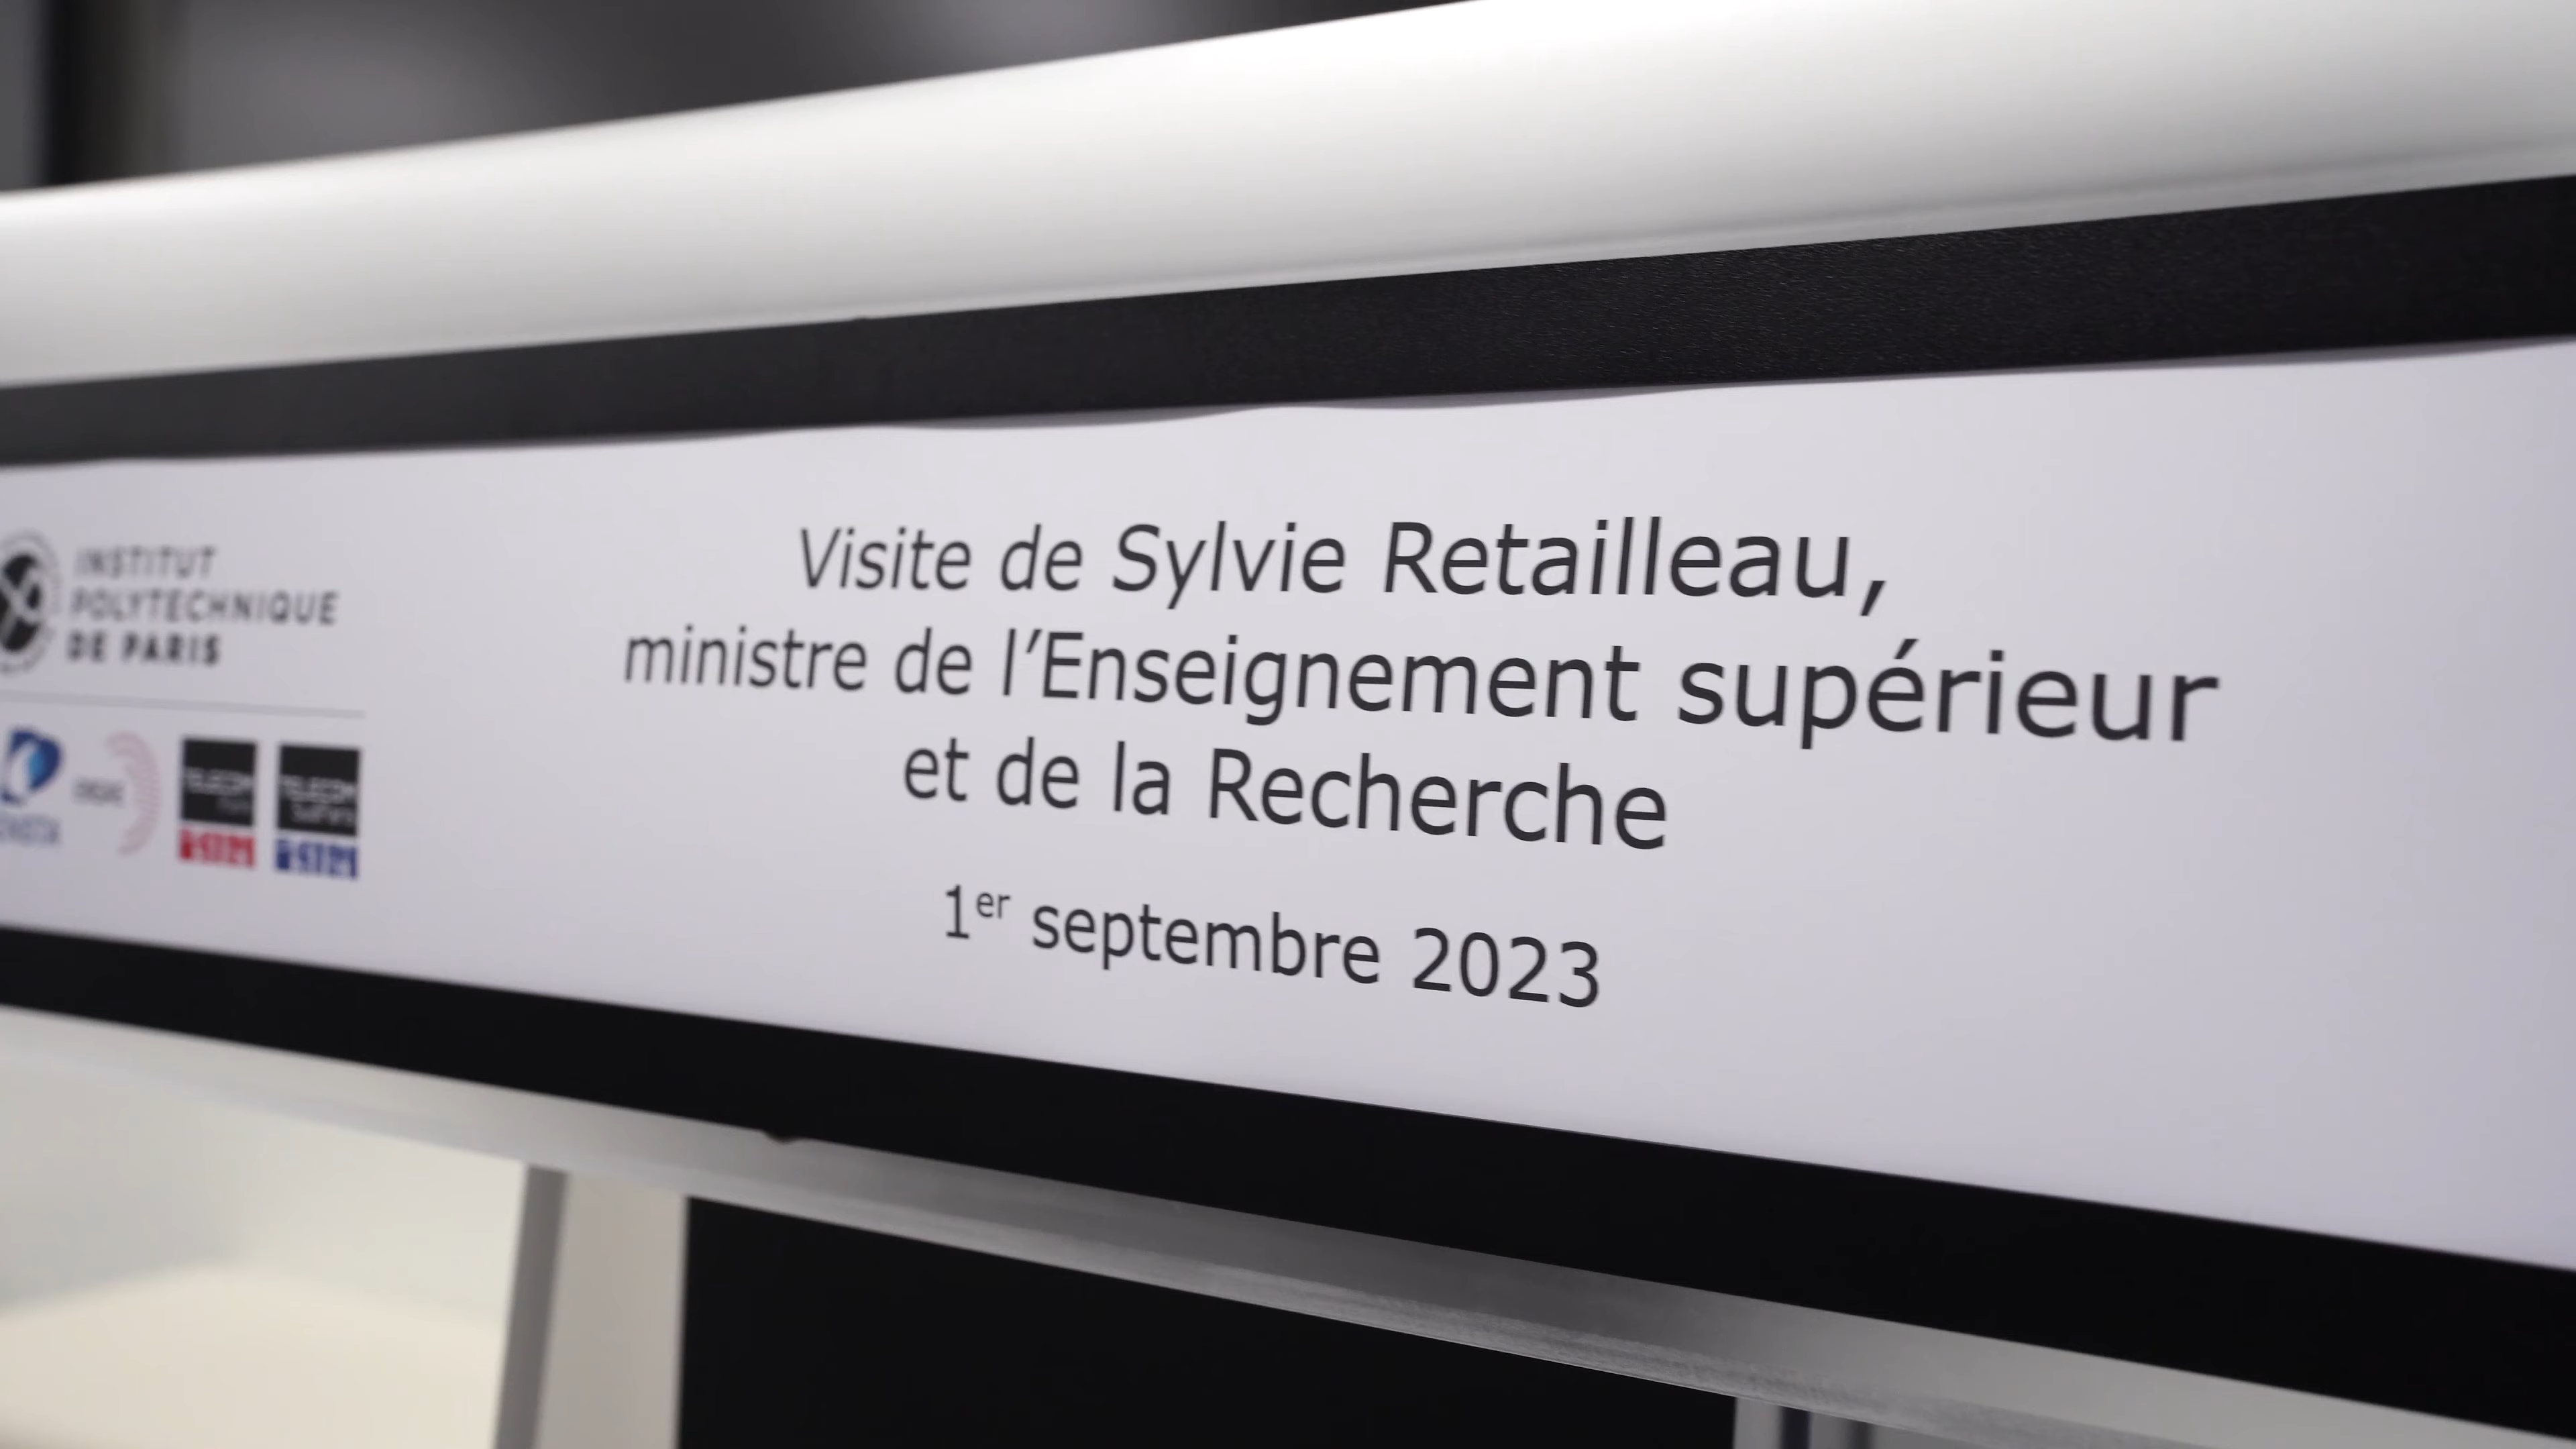 INSTITUT
POLYTECHNIQUE
DE PARIS
Visite de Sylvie Retailleau,
ministre de l’Enseignement supérieur
et de la Recherche
1er septembre 2023